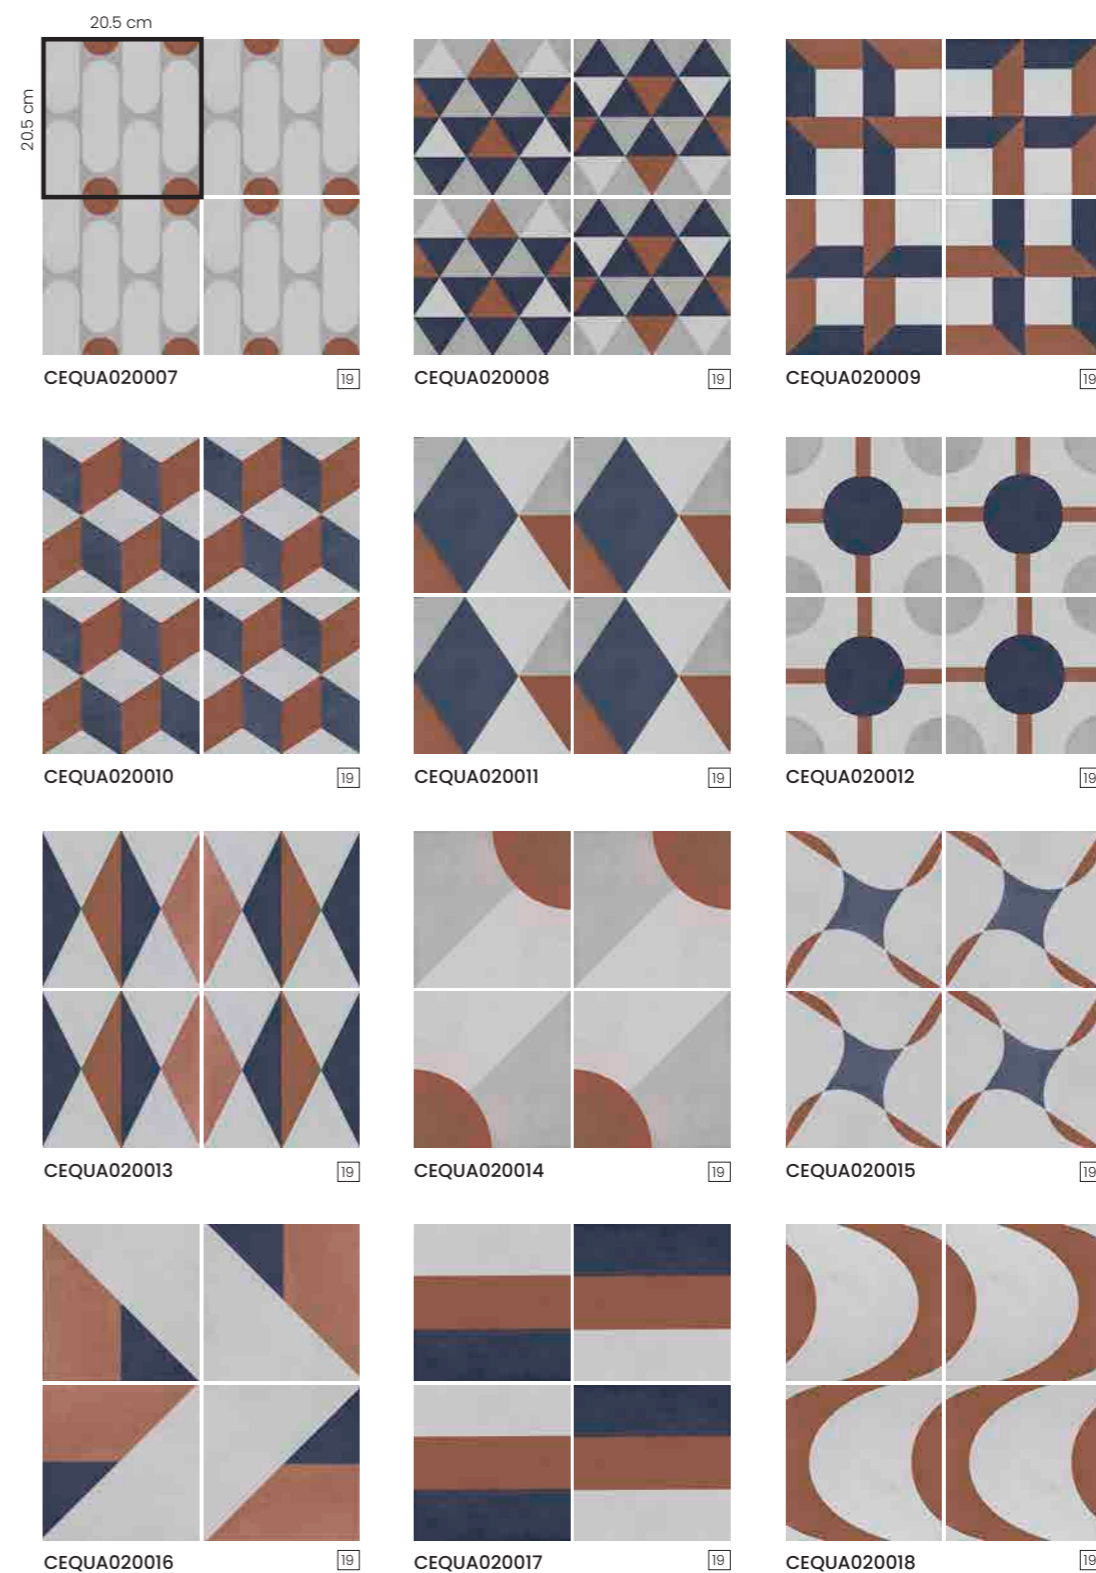 20.5 cm
20.5 cm
CEQUA020007 19
CEQUA020008 19
CEQUA020009 19
CEQUA020010 19
CEQUA020011 19
CEQUA020012 19
CEQUA020013 19
CEQUA020014 19
CEQUA020015 19
CEQUA020016 19
CEQUA020017 19
CEQUA020018 19